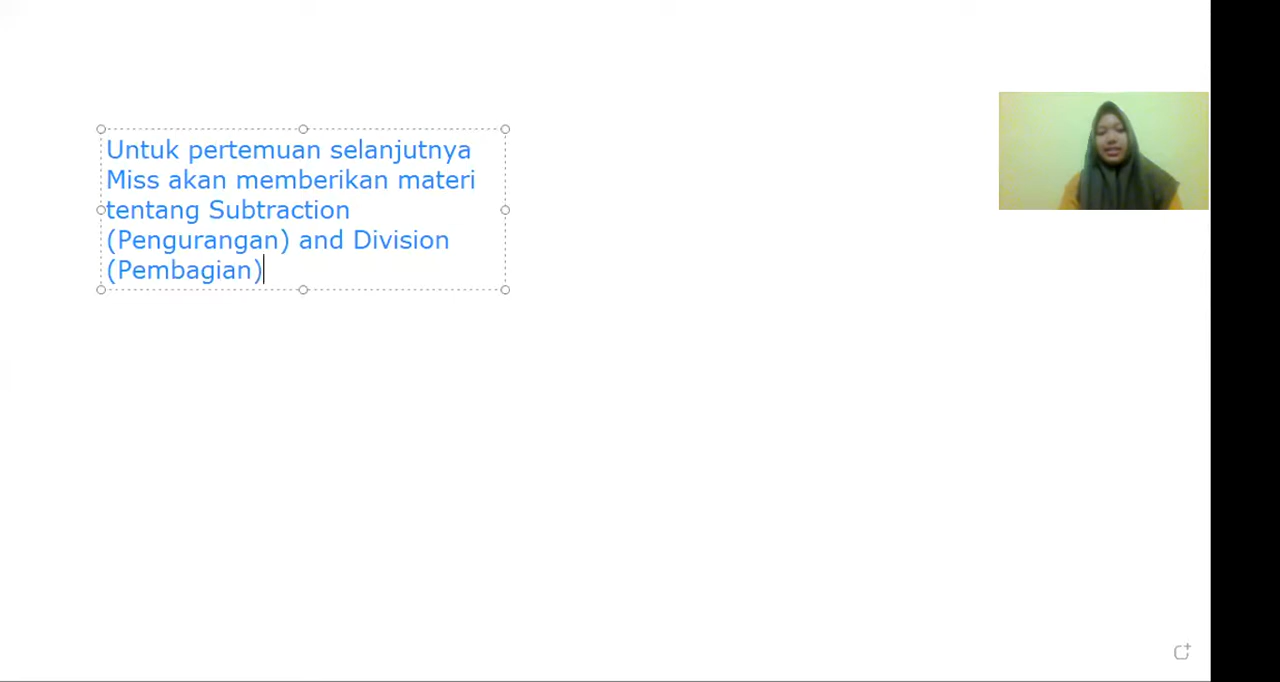 Untuk pertemuan selanjutnya
Miss akan memberikan materi
tentang Subtraction
(Pengurangan) and Division
(Pembagian)